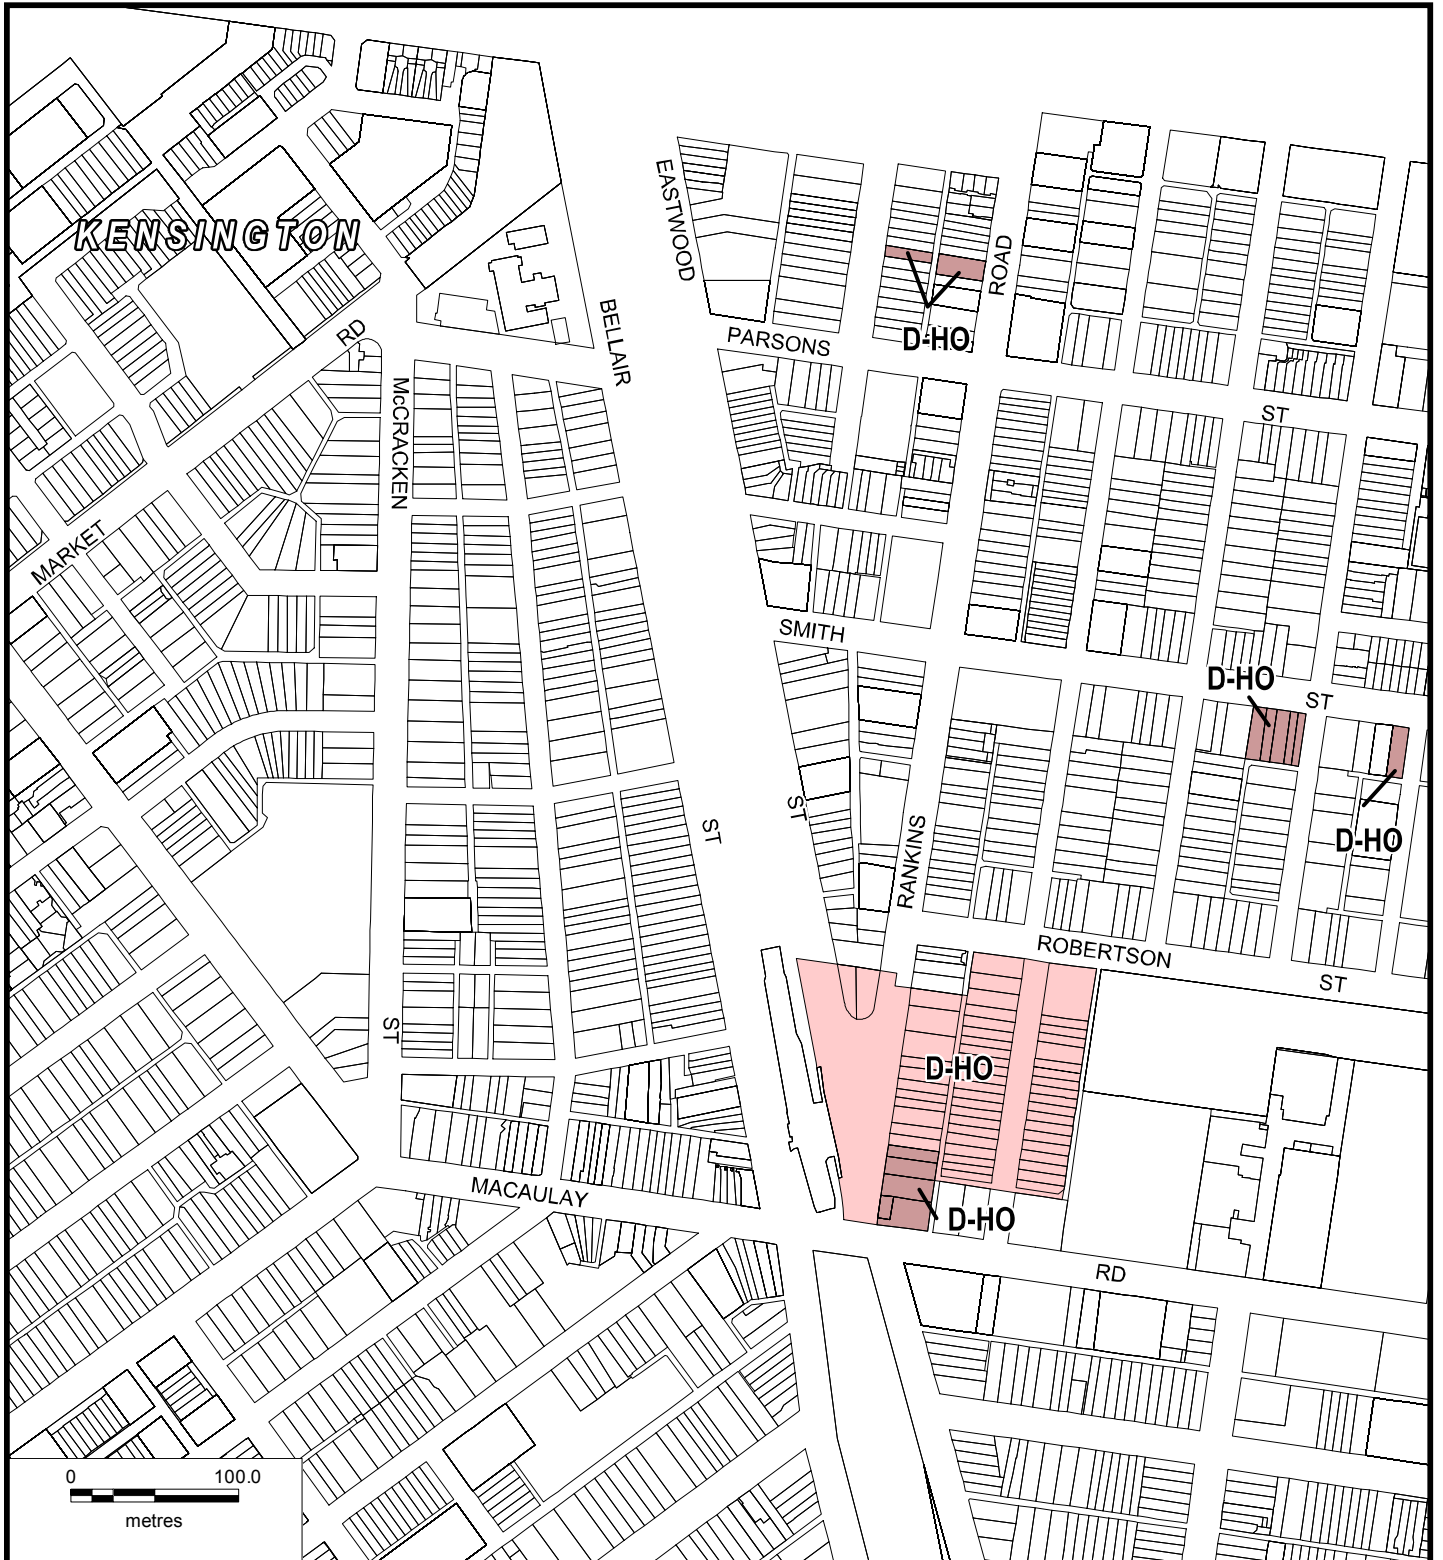 EASTWOOD
KENSINGTON
ROAD
BELLAIR
RD
PARSONS
D-HO
McCRACKEN
ST
MARKET
SMITH
D-HO
ST
ST
ST
D-HO
RANKINS
ROBERTSON
ST
ST
D-HO
MACAULAY
D-HO
RD
0 100.0
metres